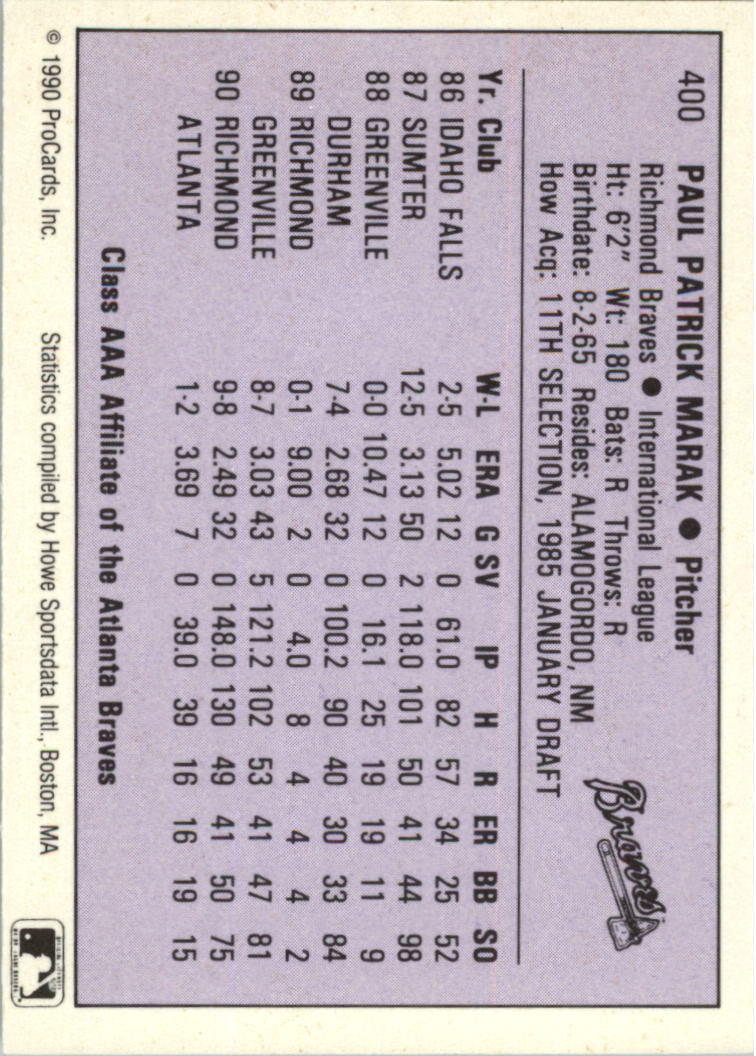 400 PAUL PATRICK MARAK ● Pitcher
Richmond Braves ● International League
Ht: 6'2" Wt: 180 Bats: R Throws: R
Birthdate: 8-2-65 Resides: ALAMOGORDO, NM
How Acq: 11TH SELECTION, 1985 JANUARY DRAFT
Braves
Yr. Club W-L ERA G SV IP H R ER BB SO
86 IDAHO FALLS 2-5 5.02 12 0 61.0 82 57 34 25 52
87 SUMTER 12-5 3.13 50 2 118.0 101 50 41 44 98
88 GREENVILLE 0-0 10.47 12 0 16.1 25 19 19 11 9
DURHAM 7-4 2.68 32 0 100.2 90 40 30 33 84
89 RICHMOND 0-1 9.00 2 0 4.0 8 4 4 4 2
GREENVILLE 8-7 3.03 43 5 121.2 102 53 41 47 81
90 RICHMOND 9-8 2.49 32 0 148.0 130 49 41 50 75
ATLANTA 1-2 3.69 7 0 39.0 39 16 16 19 15
Class AAA Affiliate of the Atlanta Braves
© 1990 ProCards, Inc. Statistics compiled by Howe Sportsdata Intl., Boston, MA